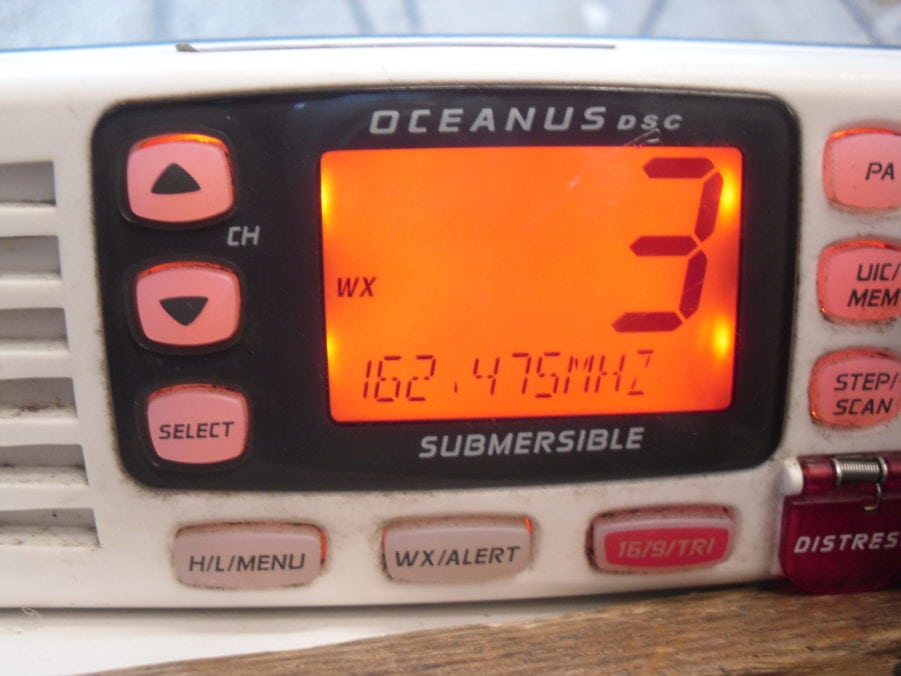 OCEANUS DSC
CH
3
WX
162.475MHZ
SELECT
SUBMERSIBLE
PA
UIC/
MEM
STEP/
SCAN
H/L/MENU
WX/ALERT
16/9/TRI
DISTRES